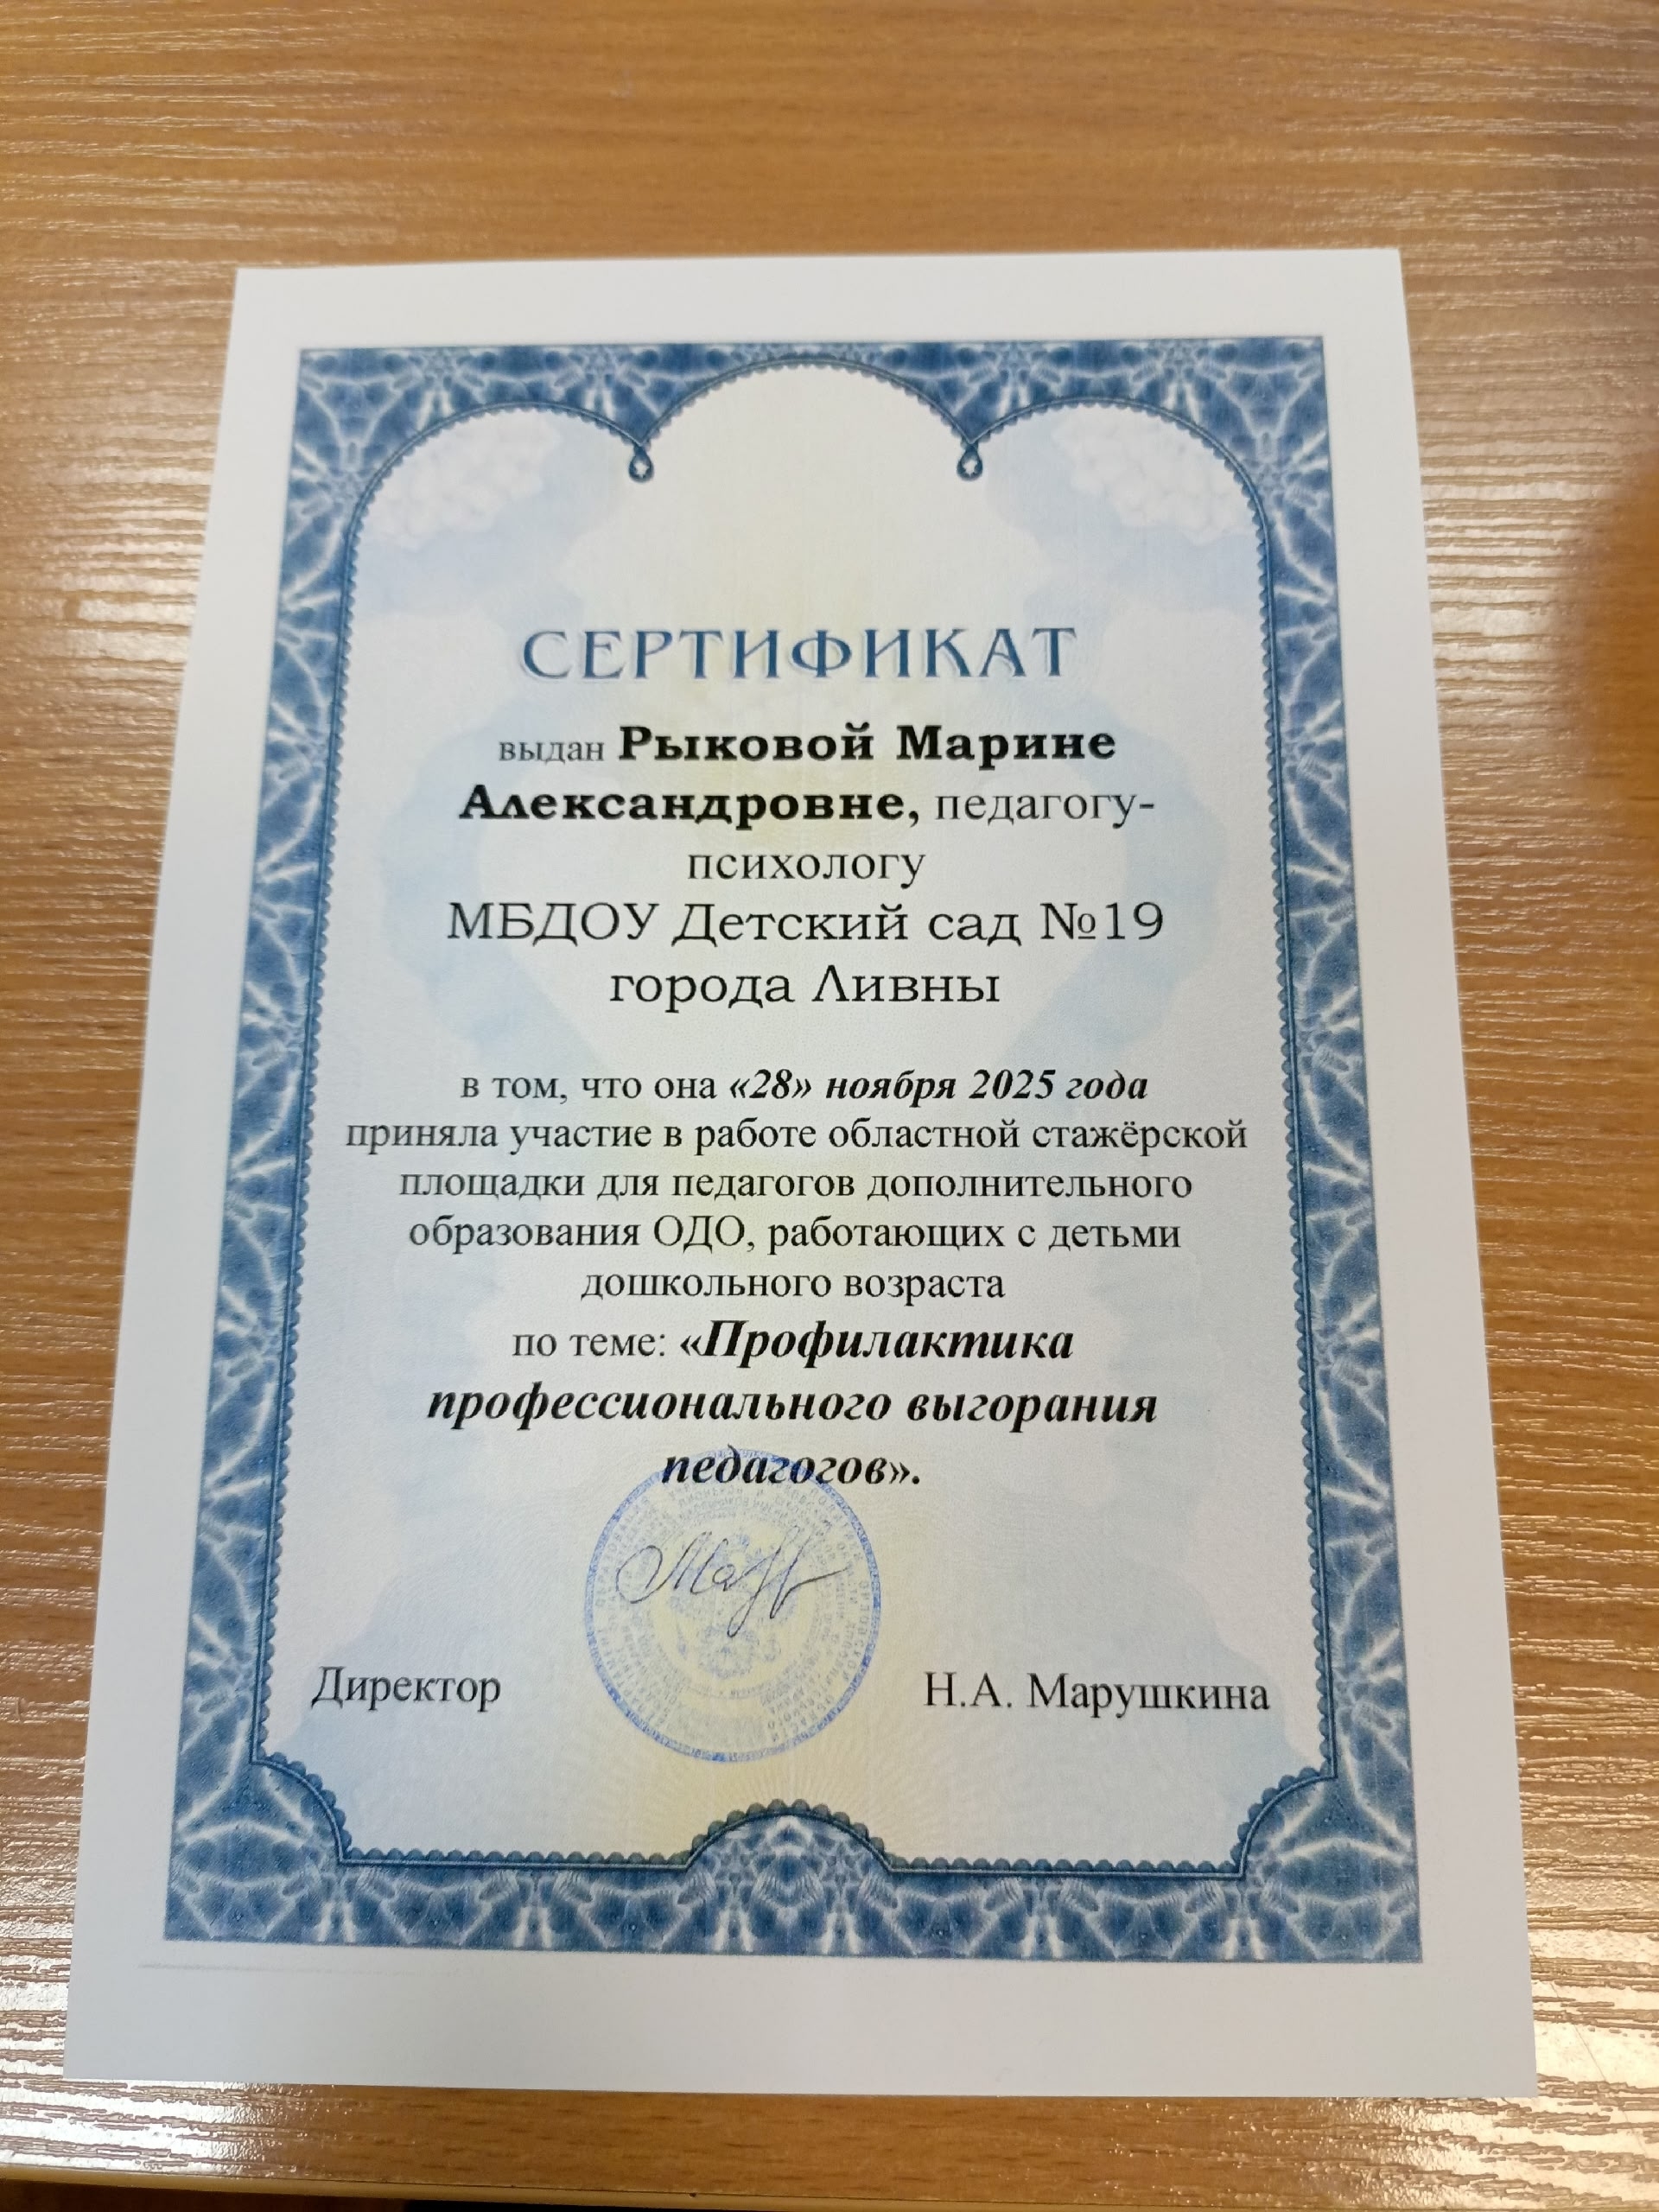 СЕРТИФИКАТ
выдан Рыковой Марине
Александровне, педагогу-
психологу
МБДОУ Детский сад №19
города Ливны
в том, что она «28» ноября 2025 года
приняла участие в работе областной стажёрской
площадки для педагогов дополнительного
образования ОДО, работающих с детьми
дошкольного возраста
по теме: «Профилактика
профессионального выгорания
педагогов».
Директор
Н.А. Марушкина